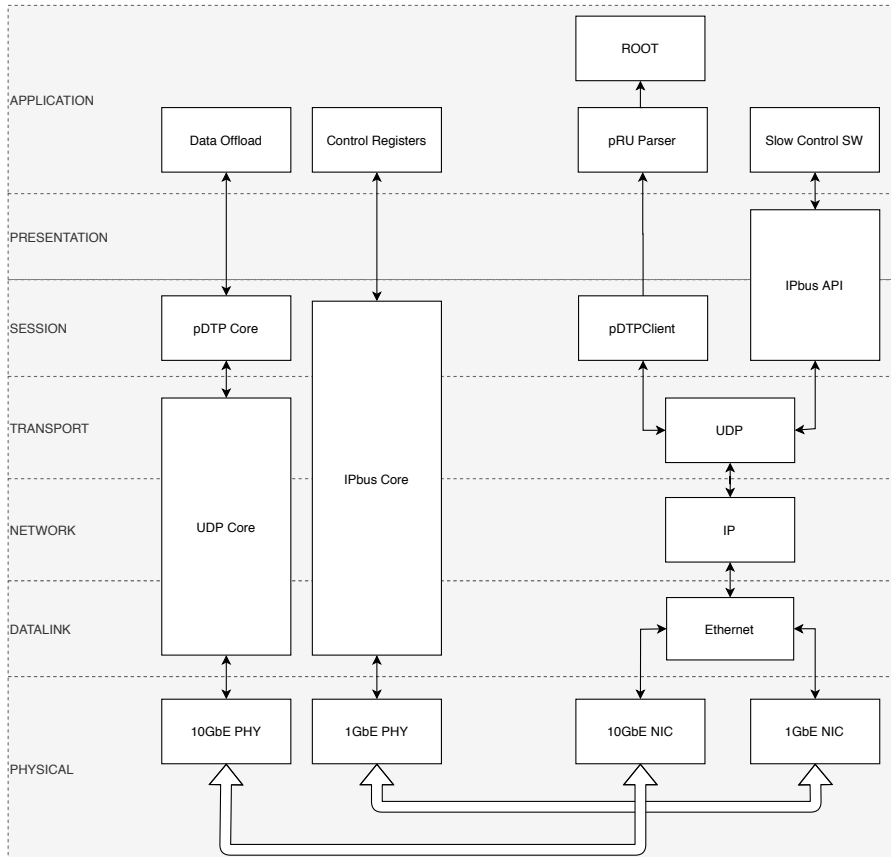 ROOT
APPLICATION
Data Offload
Control Registers
pRU Parser
Slow Control SW
PRESENTATION
IPbus API
SESSION
pDTP Core
pDTPClient
TRANSPORT
UDP
IPbus Core
NETWORK
UDP Core
IP
DATALINK
Ethernet
10GbE PHY
1GbE PHY
10GbE NIC
1GbE NIC
PHYSICAL